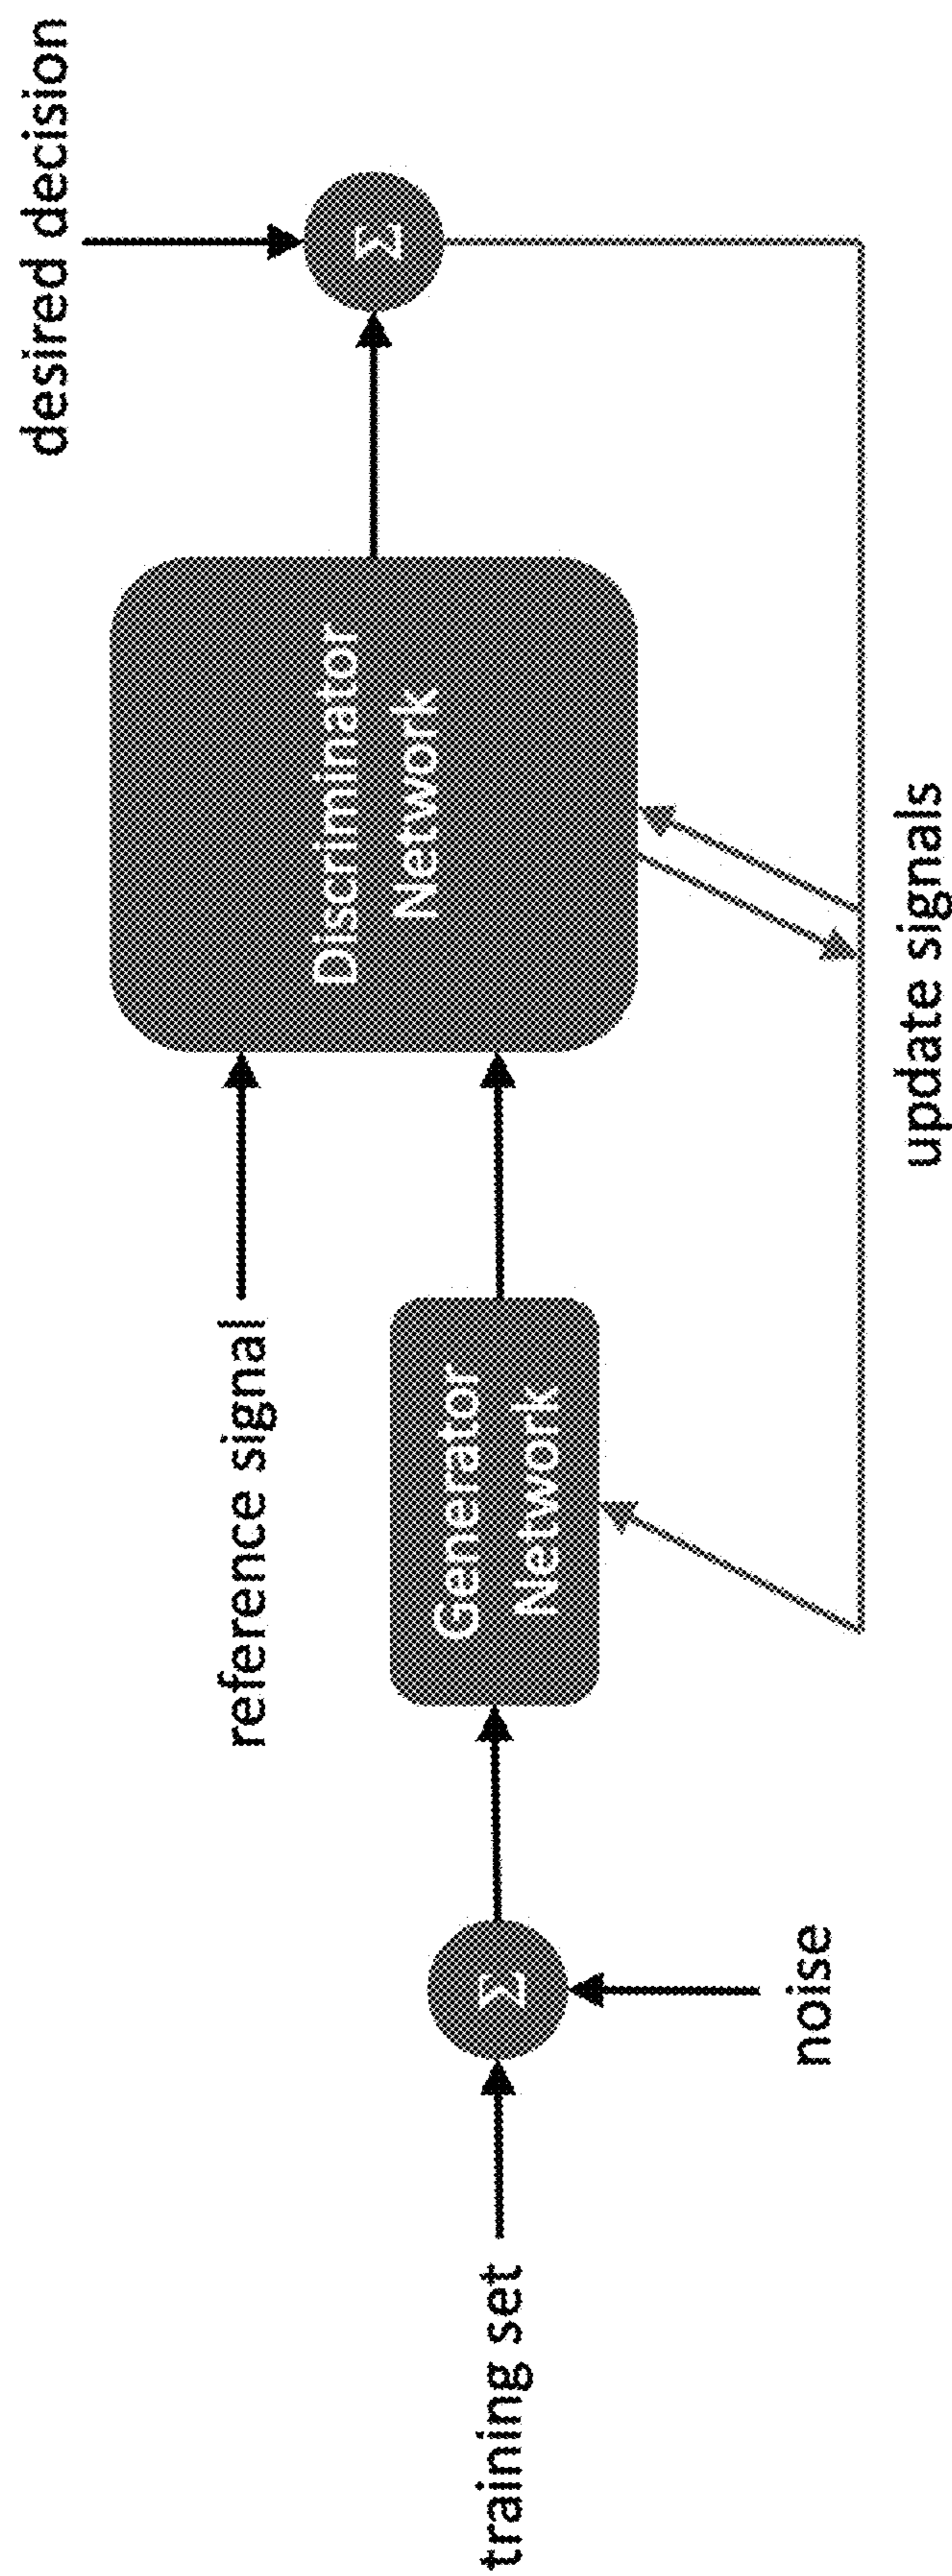 desired decision
Σ
Discriminator
Network
reference signal
Generator
Network
update signals
Σ
noise
training set